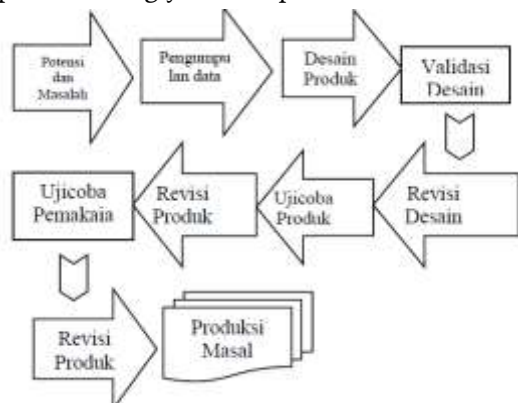 Potensi
dan
Masalah
Pengumpu
lan data
Desain
Produk
Validasi
Desain
Ujicoba
Pemakaia
Revisi
Produk
Ujicoba
Produk
Revisi
Desain
Revisi
Produk
Produksi
Masal